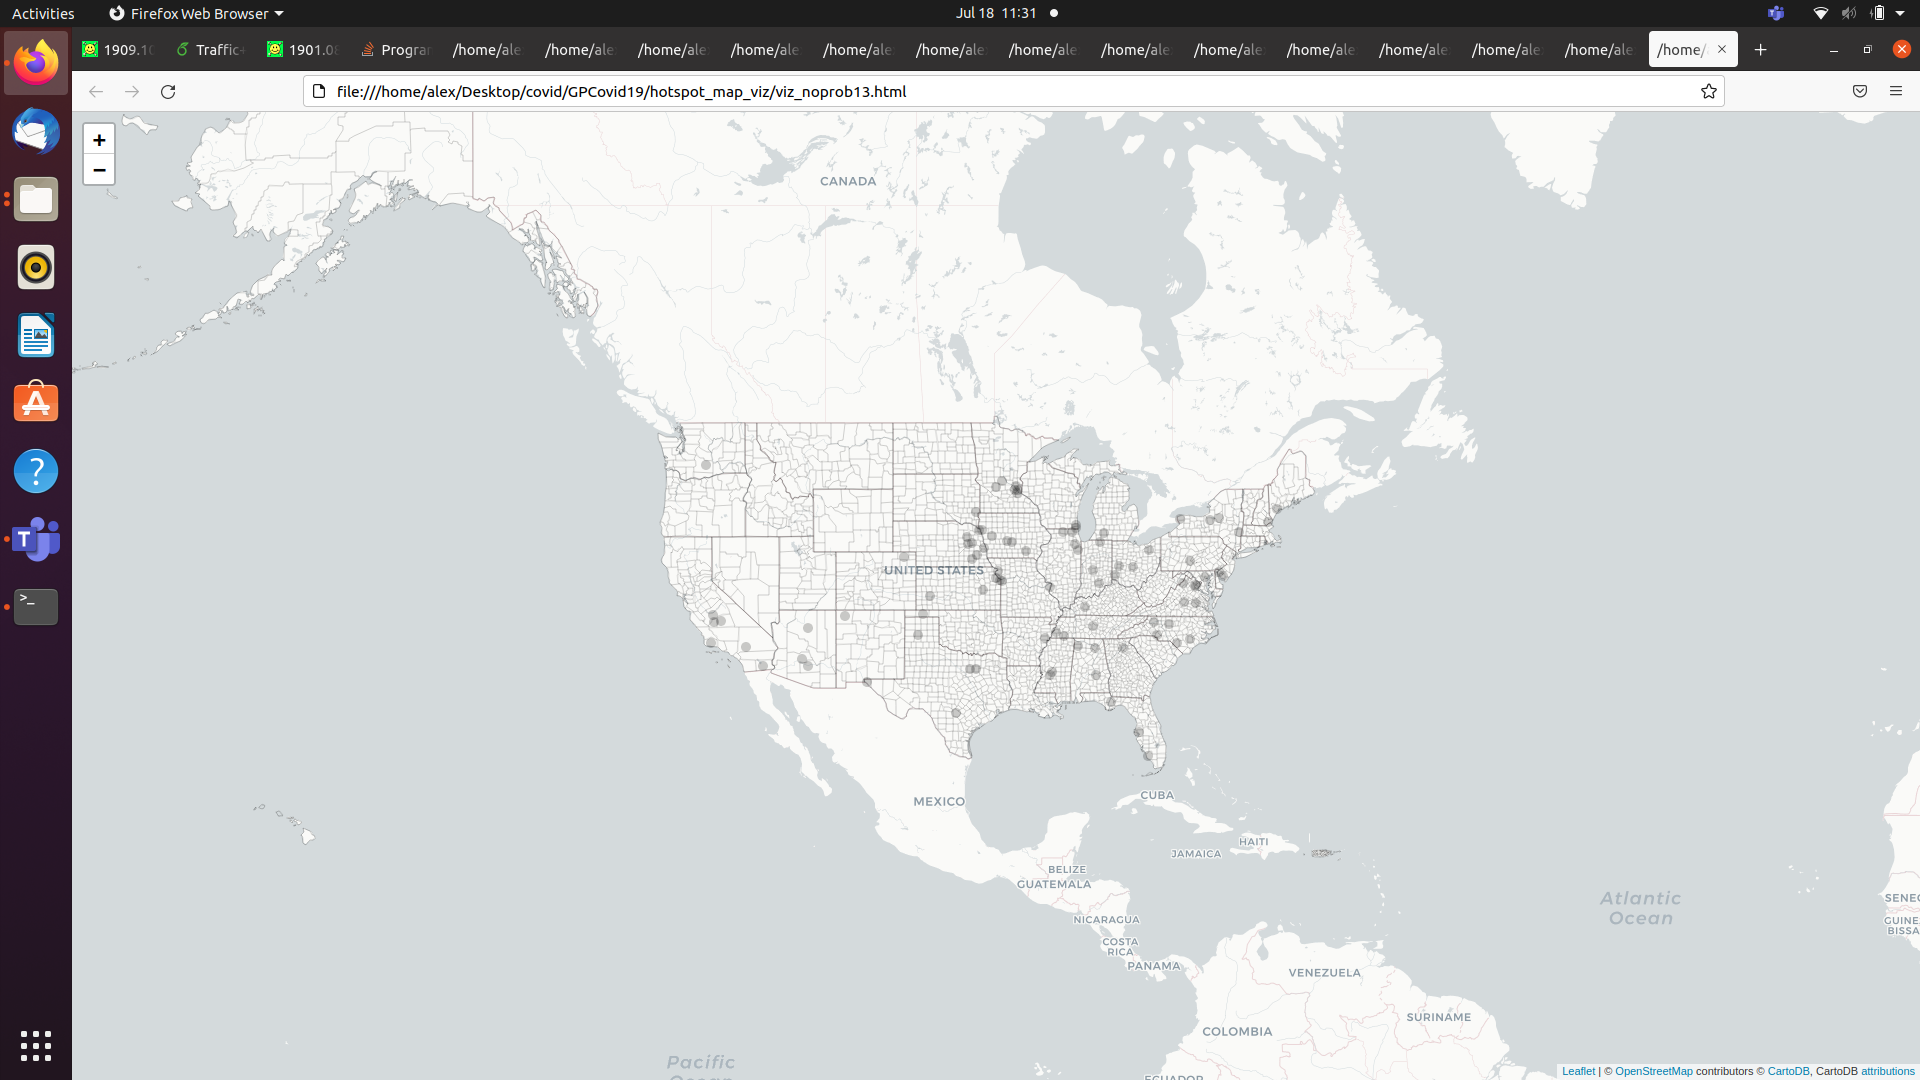 Activities
Firefox Web Browser
Jul 18 11:31
1909.10
Traffic+
1901.08
Program
/home/ale
/home/ale
/home/ale
/home/ale
/home/ale
/home/ale
/home/ale
/home/ale
/home/ale
/home/ale
/home/ale
/home/ale
/home/ale
/home/
file:///home/alex/Desktop/covid/GPCovid19/hotspot_map_viz/viz_noprob13.html
+
−
CANADA
UNITED STATES
MEXICO
CUBA
HAITI
JAMAICA
BELIZE
GUATEMALA
NICARAGUA
COSTA
RICA
PANAMA
VENEZUELA
COLOMBIA
SURINAME
ECUADOR
Atlantic
Ocean
SENEG
GUINE
BISSA
Pacific
Ocean
Leaflet | © OpenStreetMap contributors © CartoDB, CartoDB attributions